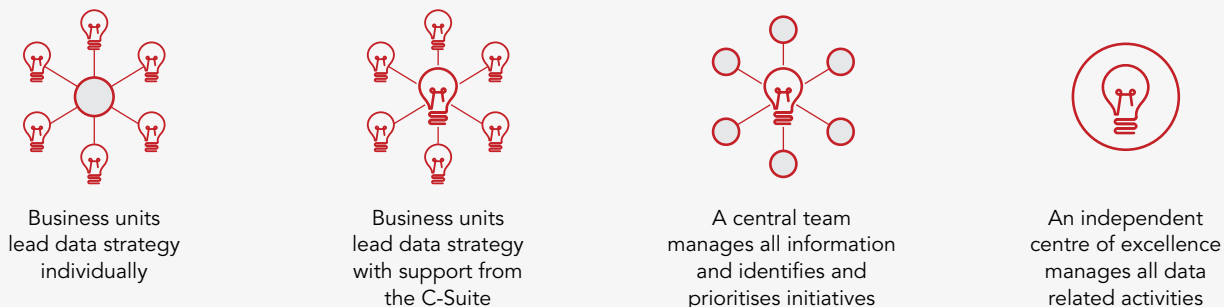 Business units
lead data strategy
individually
Business units
lead data strategy
with support from
the C-Suite
A central team
manages all information
and identifies and
prioritises initiatives
An independent
centre of excellence
manages all data
related activities